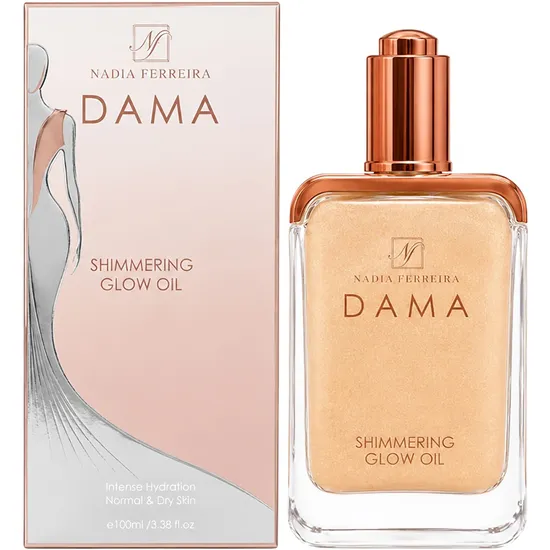 NF
NADIA FERREIRA
DAMA
SHIMMERING
GLOW OIL
Intense Hydration
Normal & Dry Skin
e100ml /3.38 fl.oz.
NF
NADIA FERREIRA
DAMA
SHIMMERING
GLOW OIL